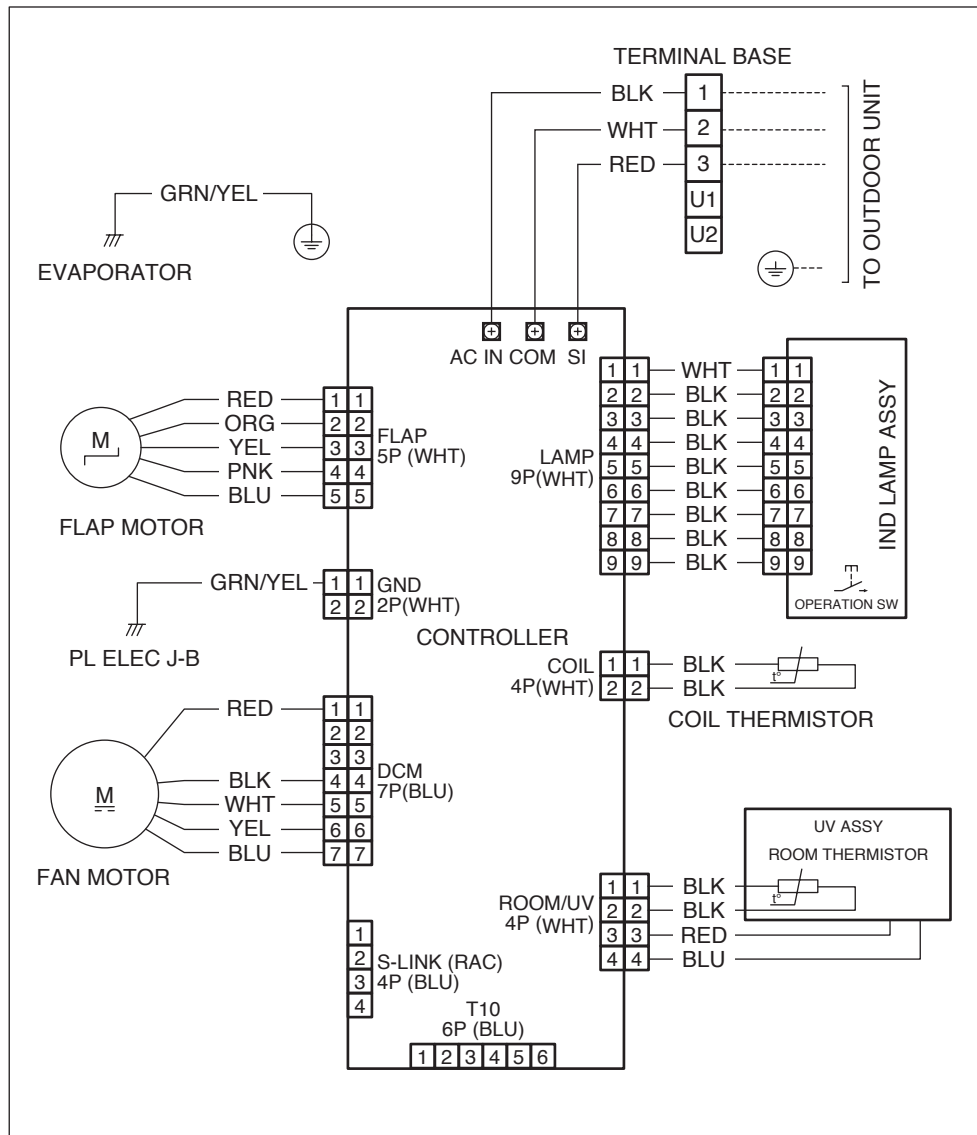 TERMINAL BASE
BLK 1
WHT 2
RED 3
U1
U2
TO OUTDOOR UNIT
GRN/YEL
EVAPORATOR
AC IN COM SI
RED 1 1
ORG 2 2
YEL 3 3
PNK 4 4
BLU 5 5
FLAP
5P (WHT)
M
FLAP MOTOR
1 1 WHT 1 1
2 2 BLK 2 2
3 3 BLK 3 3
4 4 BLK 4 4
5 5 BLK 5 5
6 6 BLK 6 6
7 7 BLK 7 7
8 8 BLK 8 8
9 9 BLK 9 9
LAMP
9P(WHT)
IND LAMP ASSY
OPERATION SW
GRN/YEL 1 1
2 2
GND
2P(WHT)
PL ELEC J-B
CONTROLLER
COIL
4P(WHT)
1 1 BLK
2 2 BLK
t°
COIL THERMISTOR
RED 1 1
2 2
3 3
BLK 4 4
WHT 5 5
YEL 6 6
BLU 7 7
DCM
7P(BLU)
M
FAN MOTOR
UV ASSY
ROOM THERMISTOR
t°
ROOM/UV
4P (WHT)
1 1 BLK
2 2 BLK
3 3 RED
4 4 BLU
1
2
3
4
S-LINK (RAC)
4P (BLU)
T10
6P (BLU)
1 2 3 4 5 6